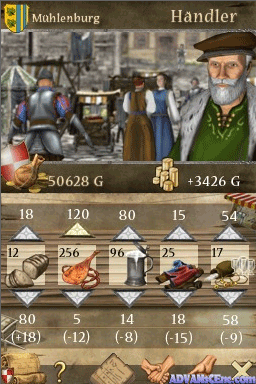 Mühlenburg Händler
50628 G +3426 G
18 120 80 15 54
12 256 96 25 17
80 5 14 18 58
(+18) (-12) (-8) (-15) (-9)
?
ADVANsCEne.com